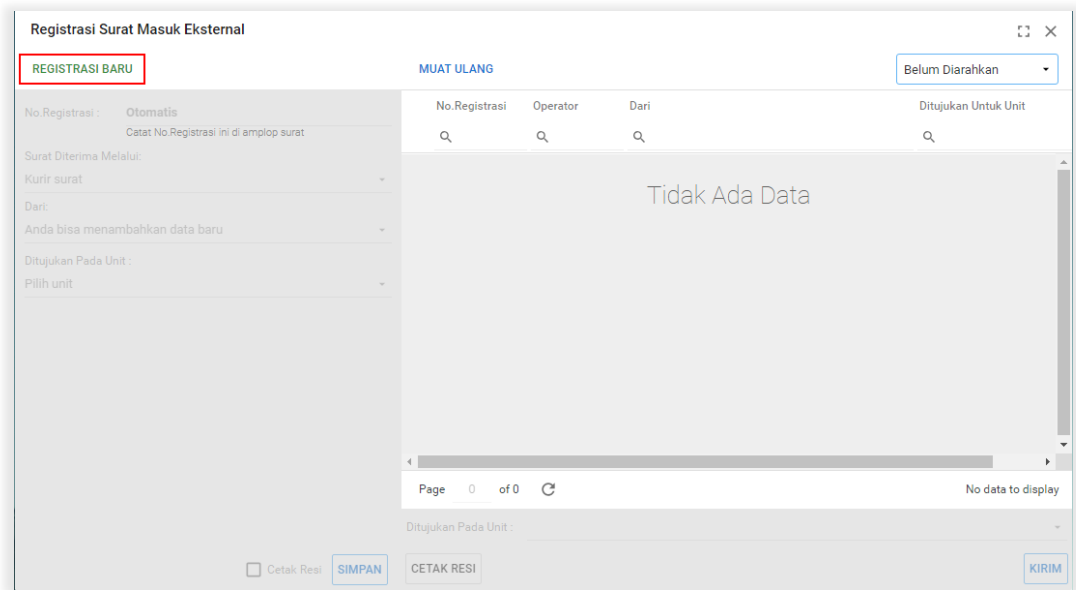 Registrasi Surat Masuk Eksternal
REGISTRASI BARU
MUAT ULANG
Belum Diarahkan
No.Registrasi :
Otomatis
Catat No.Registrasi ini di amplop surat
Surat Diterima Melalui:
Kurir surat
Dari:
Anda bisa menambahkan data baru
Ditujukan Pada Unit :
Pilih unit
Cetak Resi
SIMPAN
No.Registrasi
Operator
Dari
Ditujukan Untuk Unit
Tidak Ada Data
Page 0 of 0
No data to display
Ditujukan Pada Unit :
CETAK RESI
KIRIM